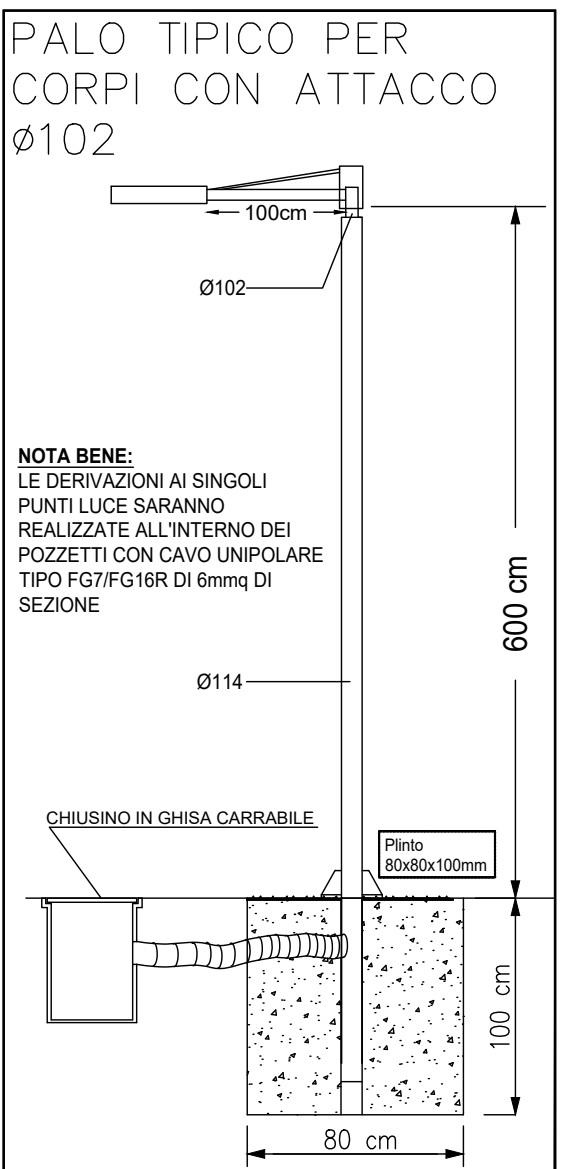 PALO TIPICO PER
CORPI CON ATTACCO
Ø102
100cm
Ø102
NOTA BENE:
LE DERIVAZIONI AI SINGOLI
PUNTI LUCE SARANNO
REALIZZATE ALL'INTERNO DEI
POZZETTI CON CAVO UNIPOLARE
TIPO FG7/FG16R DI 6mmq DI
SEZIONE
600 cm
Ø114
CHIUSINO IN GHISA CARRABILE
Plinto
80x80x100mm
100 cm
80 cm